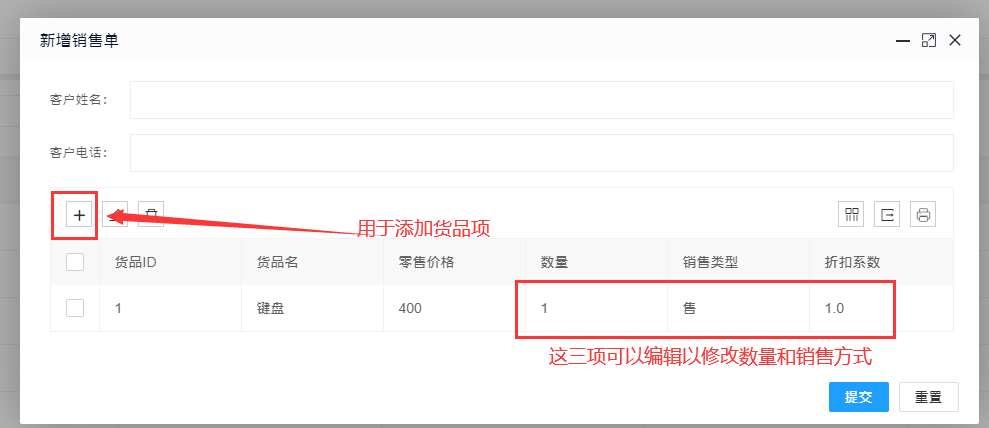 新增销售单
客户姓名：
客户电话：
用于添加货品项
货品ID 货品名 零售价格 数量 销售类型 折扣系数
1 键盘 400 1 售 1.0
这三项可以编辑以修改数量和销售方式
提交 重置